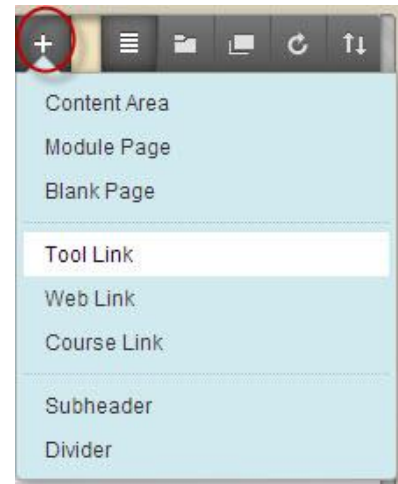 Content Area
Module Page
Blank Page
Tool Link
Web Link
Course Link
Subheader
Divider